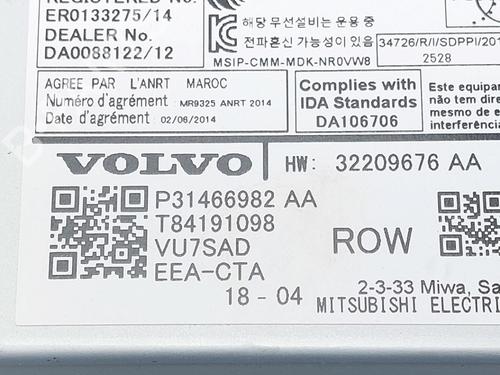 ER0133275/14
DEALER No.
DA0088122/12
해당 무선설비는 운용 중
전파혼신 가능성이 있음
MSIP-CMM-MDK-NR0VW8
34726/R/I/SDPPI/201
2528
AGREE PAR L'ANRT MAROC
Numéro d'agrément: MR9325 ANRT 2014
Date d'agrément: 02/06/2014
Complies with
IDA Standards
DA106706
Este equipa
não tem dire
mesmo de e
interferência
VOLVO HW: 32209676 AA
P31466982 AA
T84191098
VU7SAD
EEA-CTA
ROW
18-04
2-3-33 Miwa, Sa
MITSUBISHI ELECTRI